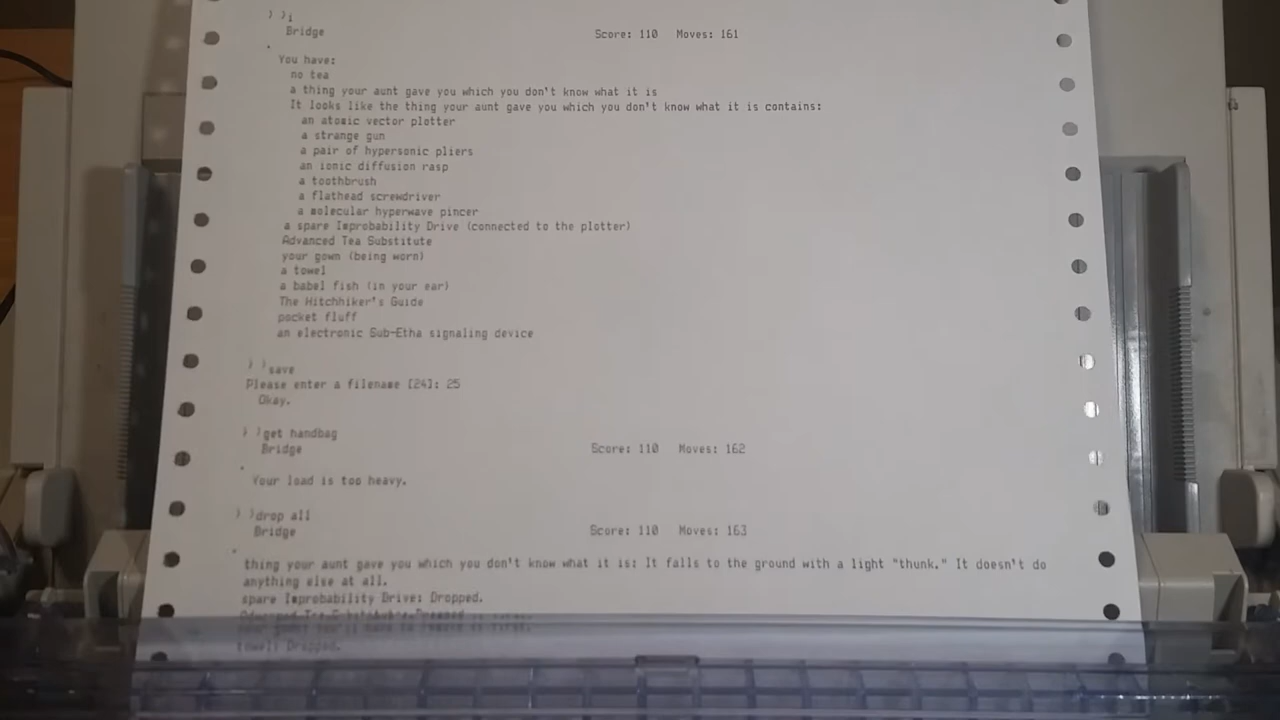 > >i
Bridge Score: 110 Moves: 161
You have:
no tea
a thing your aunt gave you which you don't know what it is
It looks like the thing your aunt gave you which you don't know what it is contains:
an atomic vector plotter
a strange gun
a pair of hypersonic pliers
an ionic diffusion rasp
a toothbrush
a flathead screwdriver
a molecular hyperwave pincer
a spare Improbability Drive (connected to the plotter)
Advanced Tea Substitute
your gown (being worn)
a towel
a babel fish (in your ear)
The Hitchhiker's Guide
pocket fluff
an electronic Sub-Etha signaling device
> >save
Please enter a filename [24]: 25
Okay.
> >get handbag
Bridge Score: 110 Moves: 162
Your load is too heavy.
> >drop all
Bridge Score: 110 Moves: 163
thing your aunt gave you which you don't know what it is: It falls to the ground with a light "thunk." It doesn't do
anything else at all.
spare Improbability Drive: Dropped.
Advanced Tea Substitute: Dropped.
towel: Dropped.